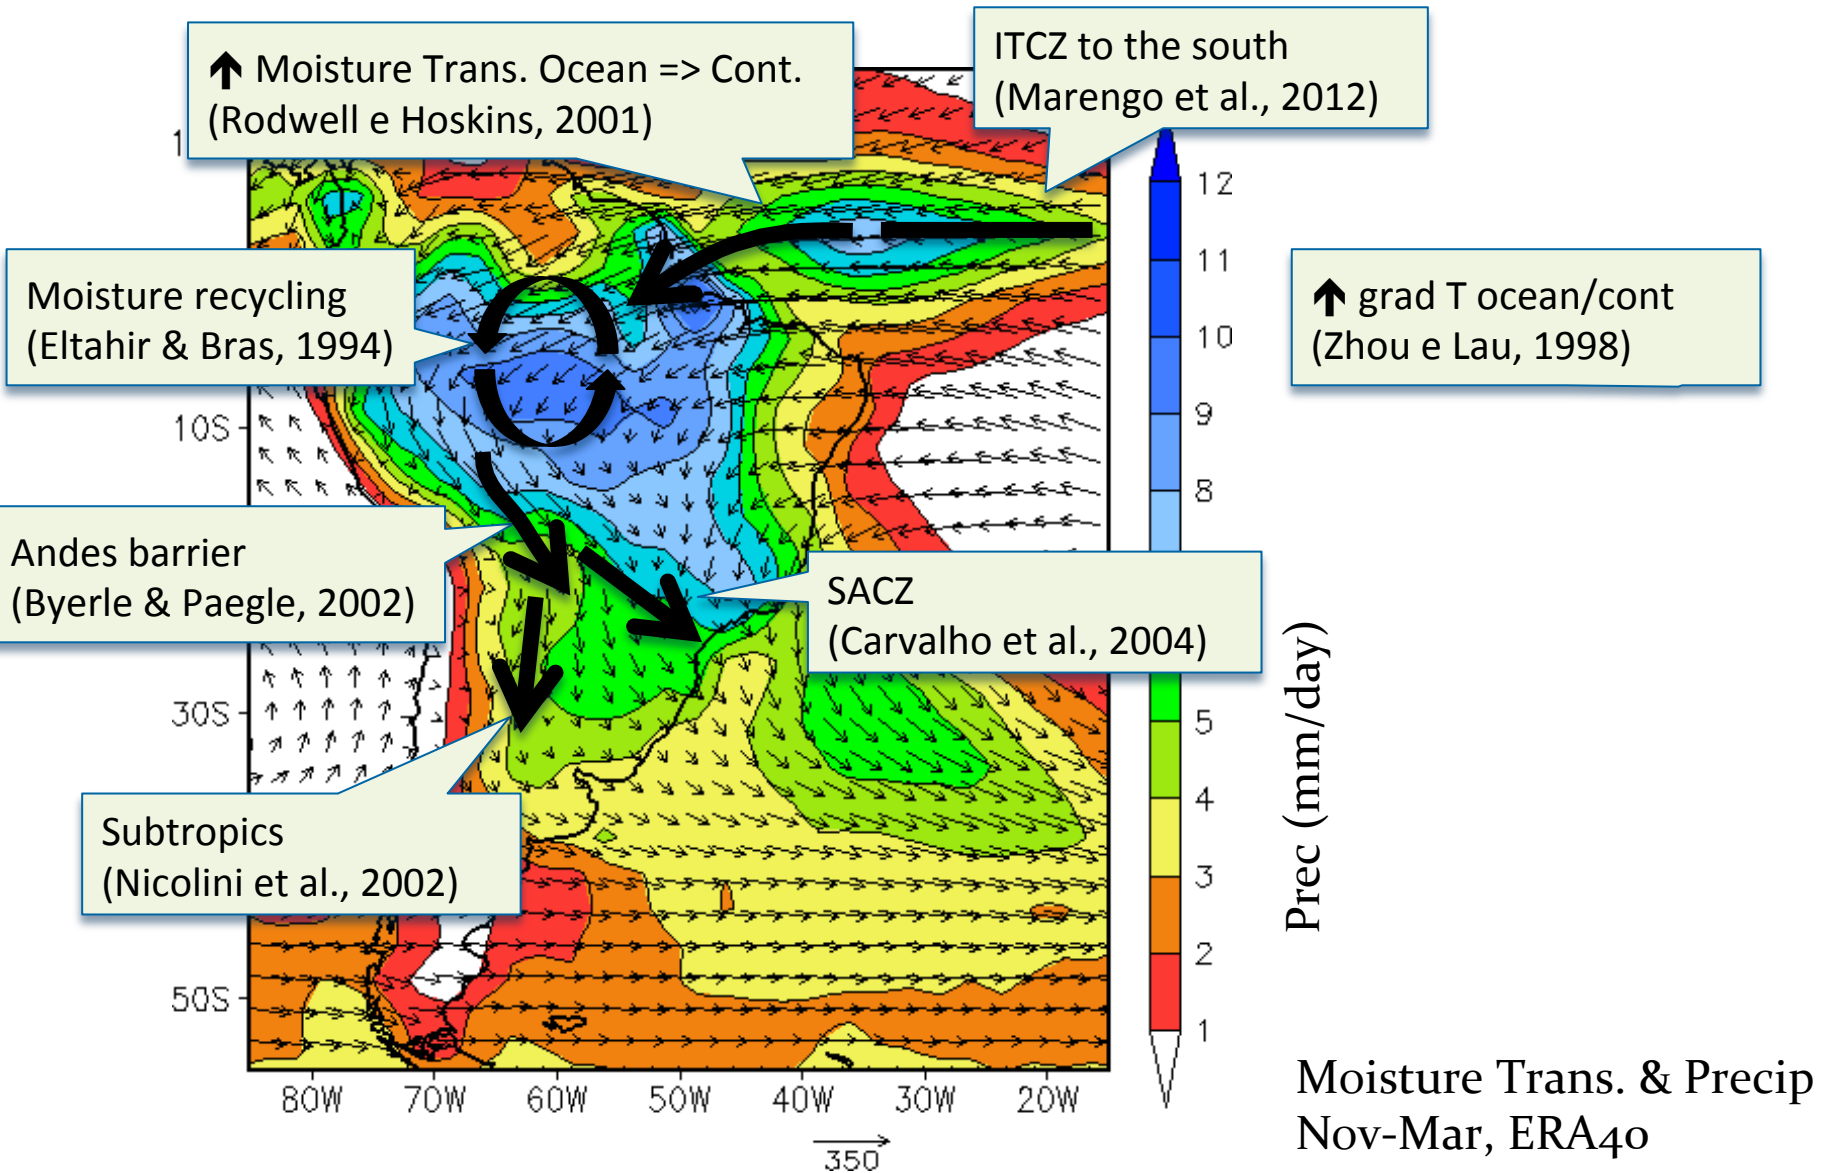 🡅 Moisture Trans. Ocean => Cont.
(Rodwell e Hoskins, 2001)
ITCZ to the south
(Marengo et al., 2012)
1
Moisture recycling
(Eltahir & Bras, 1994)
🡅 grad T ocean/cont
(Zhou e Lau, 1998)
10S
Andes barrier
(Byerle & Paegle, 2002)
SACZ
(Carvalho et al., 2004)
30S
Subtropics
(Nicolini et al., 2002)
50S
80W 70W 60W 50W 40W 30W 20W
350
12
11
10
9
8
5
4
3
2
1
Prec (mm/day)
Moisture Trans. & Precip
Nov-Mar, ERA40